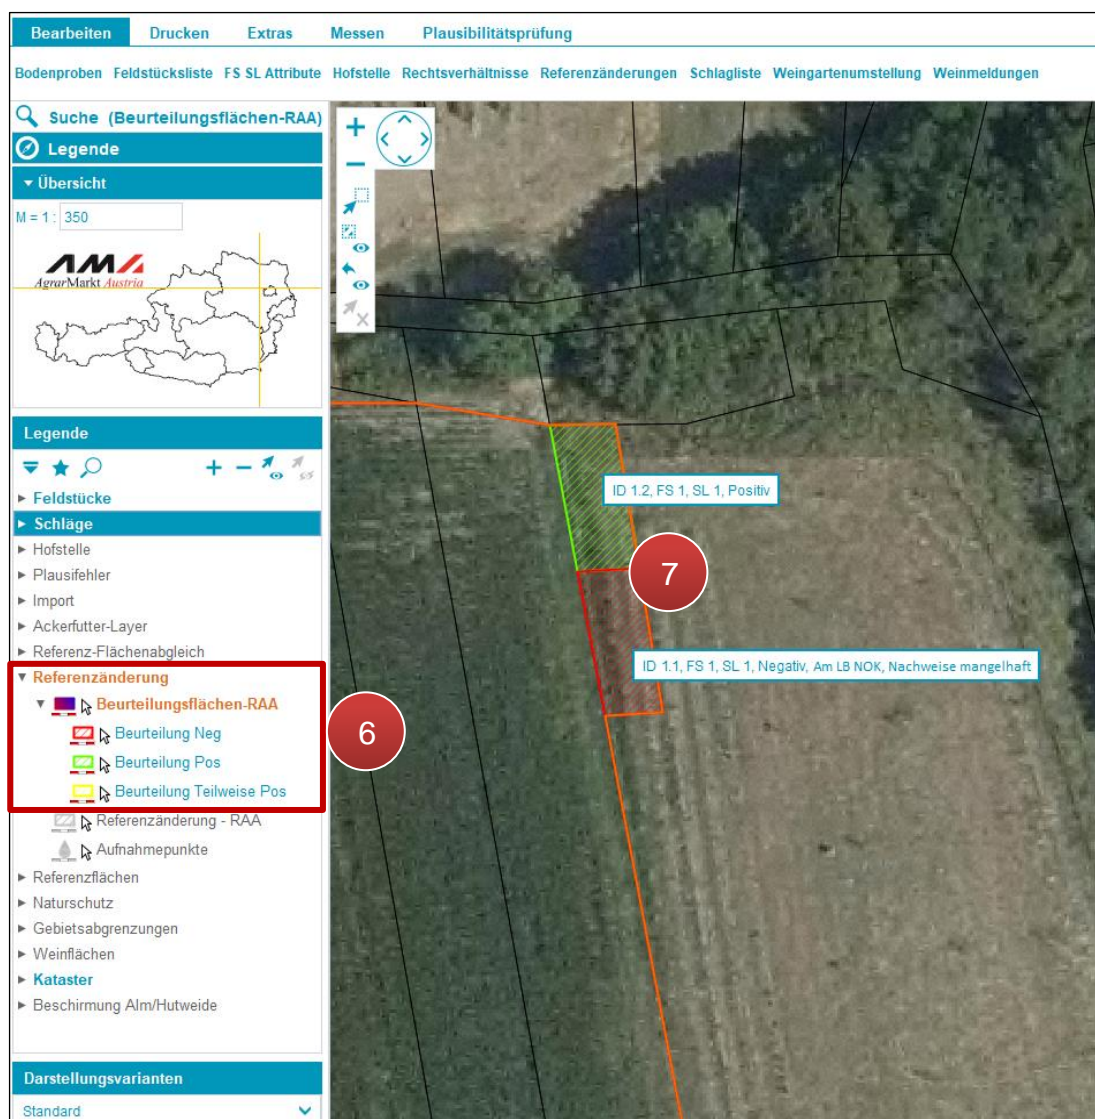 Bearbeiten Drucken Extras Messen Plausibilitätsprüfung
Bodenproben Feldstücksliste FS SL Attribute Hofstelle Rechtsverhältnisse Referenzänderungen Schlagliste Weingartenumstellung Weinmeldungen
Suche (Beurteilungsflächen-RAA)
Legende
Übersicht
M = 1 : 350
AMA
AgrarMarkt Austria
Legende
Feldstücke
Schläge
Hofstelle
Plausifehler
Import
Ackerfutter-Layer
Referenz-Flächenabgleich
Referenzänderung
Beurteilungsflächen-RAA
Beurteilung Neg
Beurteilung Pos
Beurteilung Teilweise Pos
Referenzänderung - RAA
Aufnahmepunkte
Referenzflächen
Naturschutz
Gebietsabgrenzungen
Weinflächen
Kataster
Beschirmung Alm/Hutweide
Darstellungsvarianten
Standard
6
ID 1.2, FS 1, SL 1, Positiv
7
ID 1.1, FS 1, SL 1, Negativ, Am LB NOK, Nachweise mangelhaft